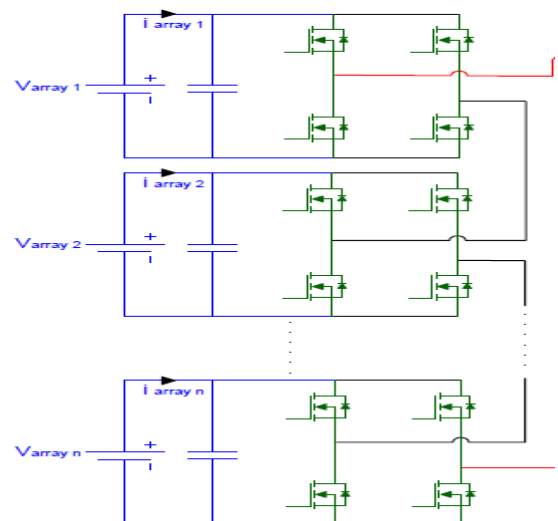 i array 1
+
Varray 1
i array 2
+
Varray 2
i array n
+
Varray n